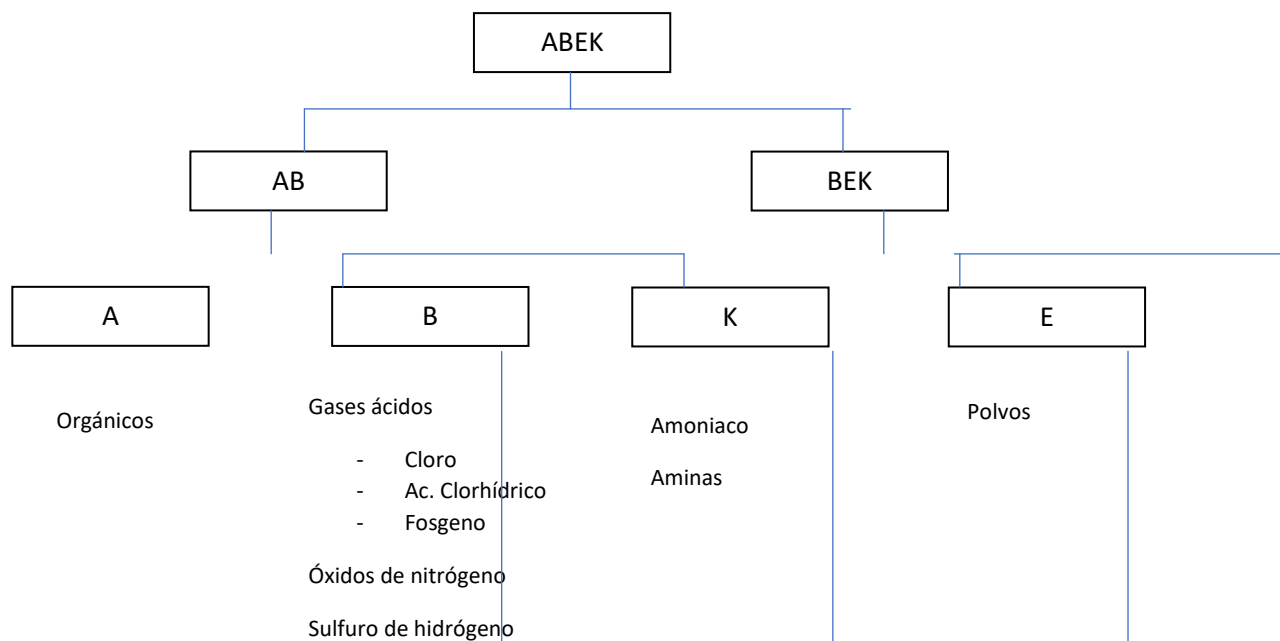 ABEK
AB
BEK
A
B
K
E
Orgánicos
Gases ácidos
- Cloro
- Ac. Clorhídrico
- Fosgeno
Óxidos de nitrógeno
Sulfuro de hidrógeno
Amoniaco
Aminas
Polvos